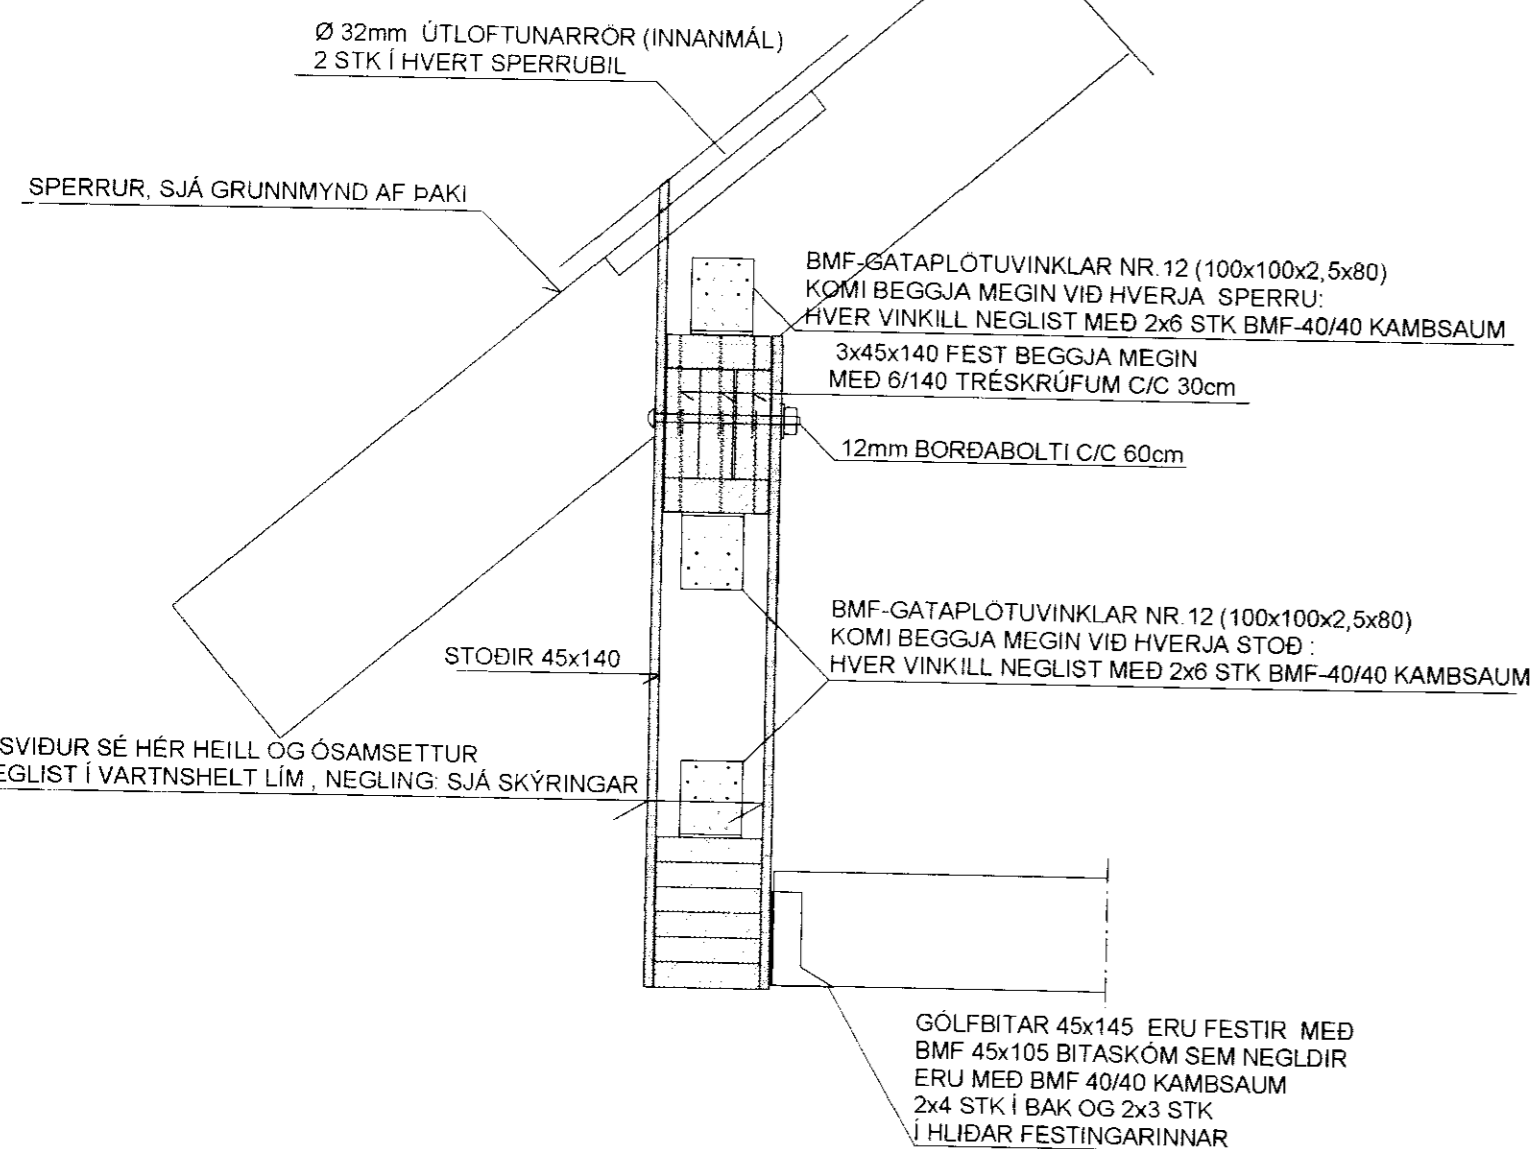 Ø 32mm ÚTLOFTUNARRÖR (INNANMÁL)
2 STK Í HVERT SPERRUBIL
SPERRUR, SJÁ GRUNNMYND AF ÞAKI
BMF-GATAPLÖTUVINKLAR NR.12 (100x100x2,5x80)
KOMI BEGGJA MEGIN VIÐ HVERJA SPERRU:
HVER VINKILL NEGLIST MEÐ 2x6 STK BMF-40/40 KAMBSAUM
3x45x140 FEST BEGGJA MEGIN
MEÐ 6/140 TRÉSKRÚFUM C/C 30cm
12mm BORÐABOLTI C/C 60cm
BMF-GATAPLÖTUVINKLAR NR.12 (100x100x2,5x80)
KOMI BEGGJA MEGIN VIÐ HVERJA STOÐ :
HVER VINKILL NEGLIST MEÐ 2x6 STK BMF-40/40 KAMBSAUM
STOÐIR 45x140
SVIÐUR SÉ HÉR HEILL OG ÓSAMSETTUR
EGLIST Í VARTNSHELT LÍM , NEGLING: SJÁ SKÝRINGAR
GÓLFBITAR 45x145 ERU FESTIR MEÐ
BMF 45x105 BITASKÓM SEM NEGLDIR
ERU MEÐ BMF 40/40 KAMBSAUM
2x4 STK Í BAK OG 2x3 STK
Í HLIÐAR FESTINGARINNAR